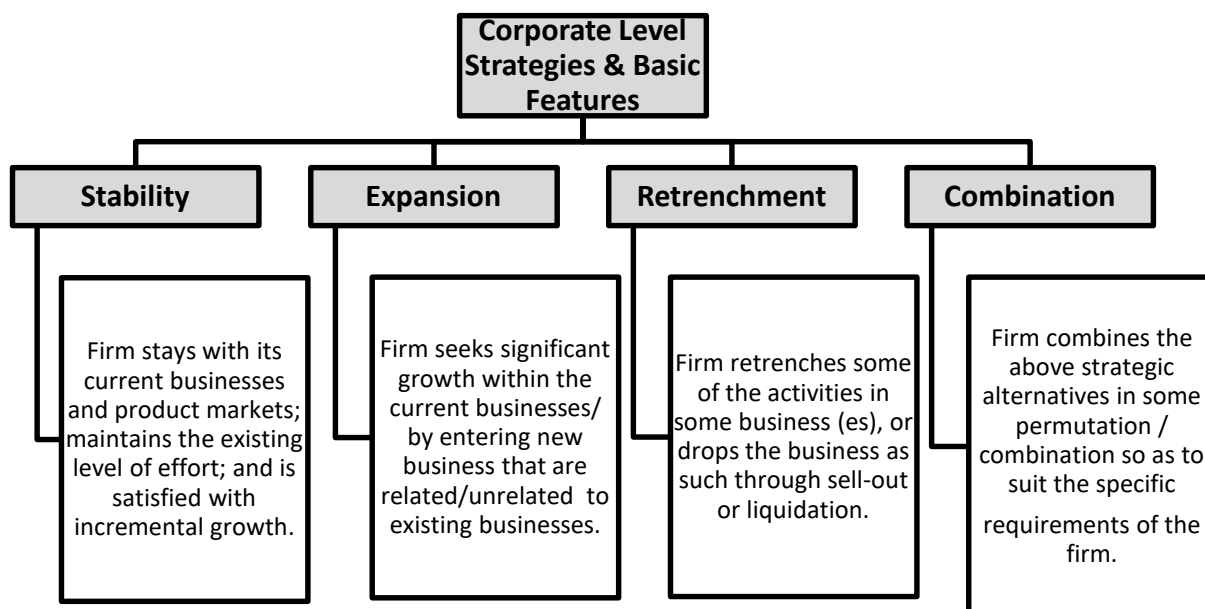 Corporate Level
Strategies & Basic
Features
Stability
Expansion
Retrenchment
Combination
Firm stays with its
current businesses
and product markets;
maintains the existing
level of effort; and is
satisfied with
incremental growth.
Firm seeks significant
growth within the
current businesses/
by entering new
business that are
related/unrelated to
existing businesses.
Firm retrenches some
of the activities in
some business (es), or
drops the business as
such through sell-out
or liquidation.
Firm combines the
above strategic
alternatives in some
permutation /
combination so as to
suit the specific
requirements of the
firm.